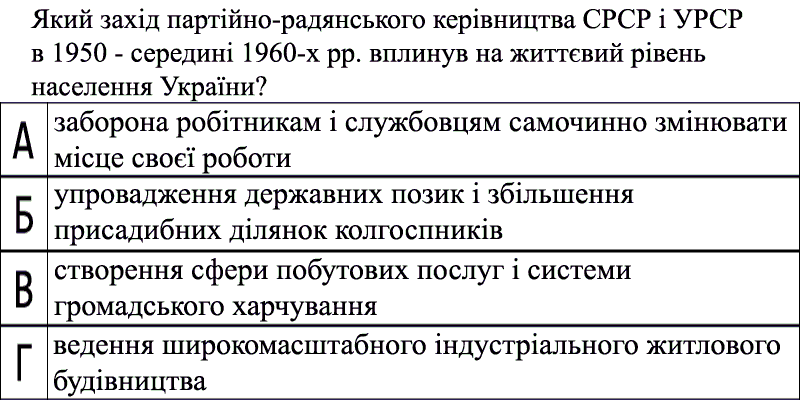 Який захід партійно-радянського керівництва СРСР і УРСР
в 1950 - середині 1960-х рр. вплинув на життєвий рівень
населення України?
А
заборона робітникам і службовцям самочинно змінювати
місце своєї роботи
Б
упровадження державних позик і збільшення
присадибних ділянок колгоспників
В
створення сфери побутових послуг і системи
громадського харчування
Г
ведення широкомасштабного індустріального житлового
будівництва